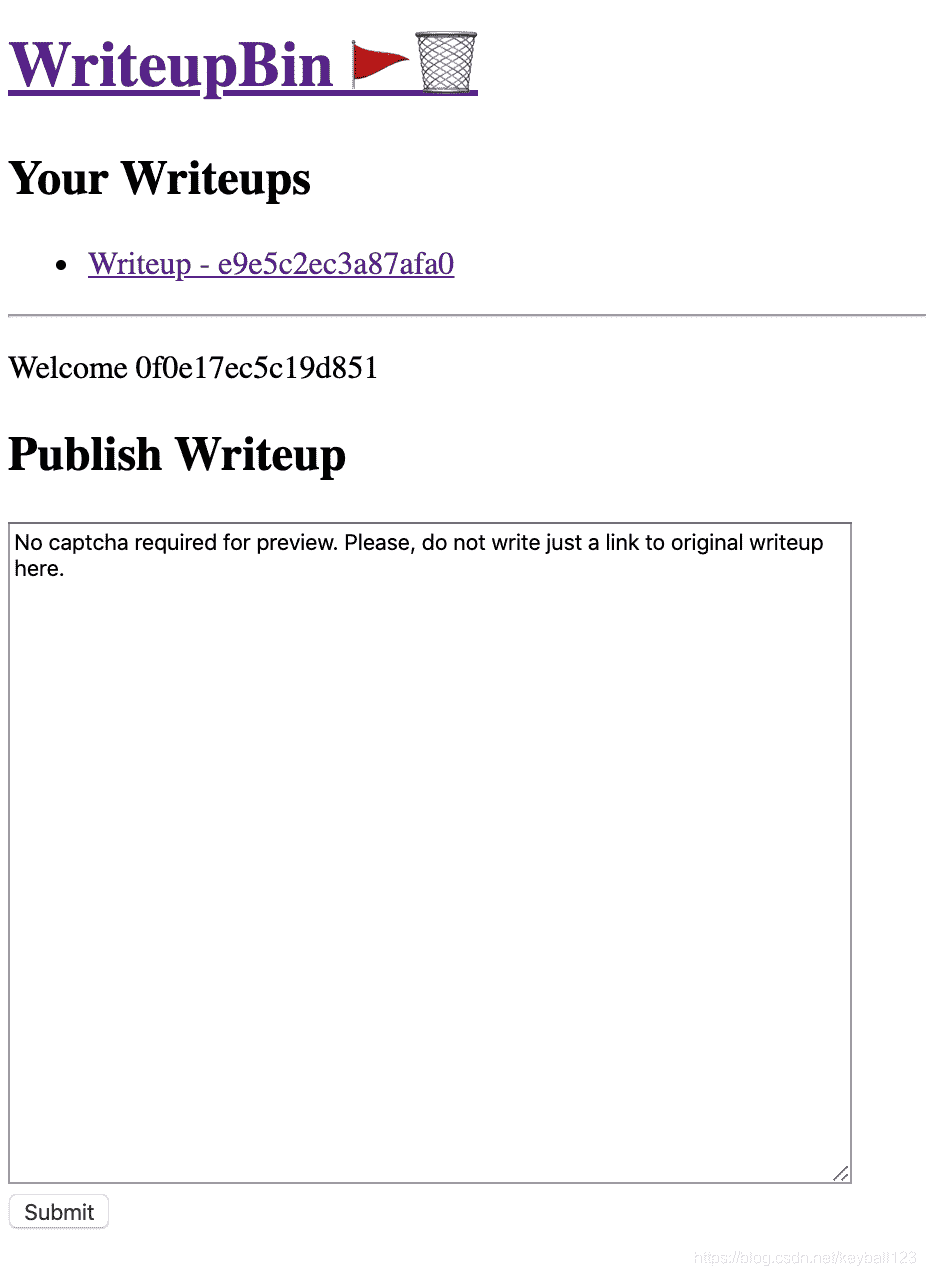 WriteupBin
Your Writeups
Writeup - e9e5c2ec3a87afa0
Welcome 0f0e17ec5c19d851
Publish Writeup
No captcha required for preview. Please, do not write just a link to original writeup
here.
Submit
https://blog.csdn.net/keyball123